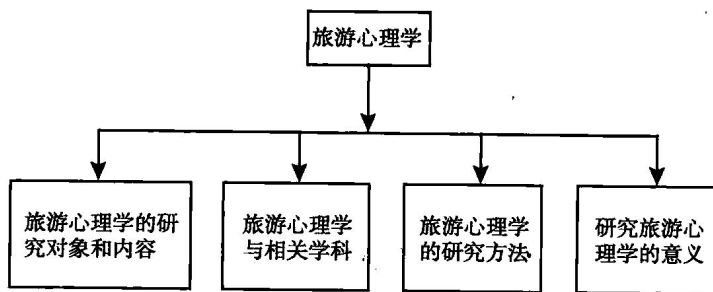 旅游心理学
旅游心理学的研
究对象和内容
旅游心理学
与相关学科
旅游心理学
的研究方法
研究旅游心
理学的意义